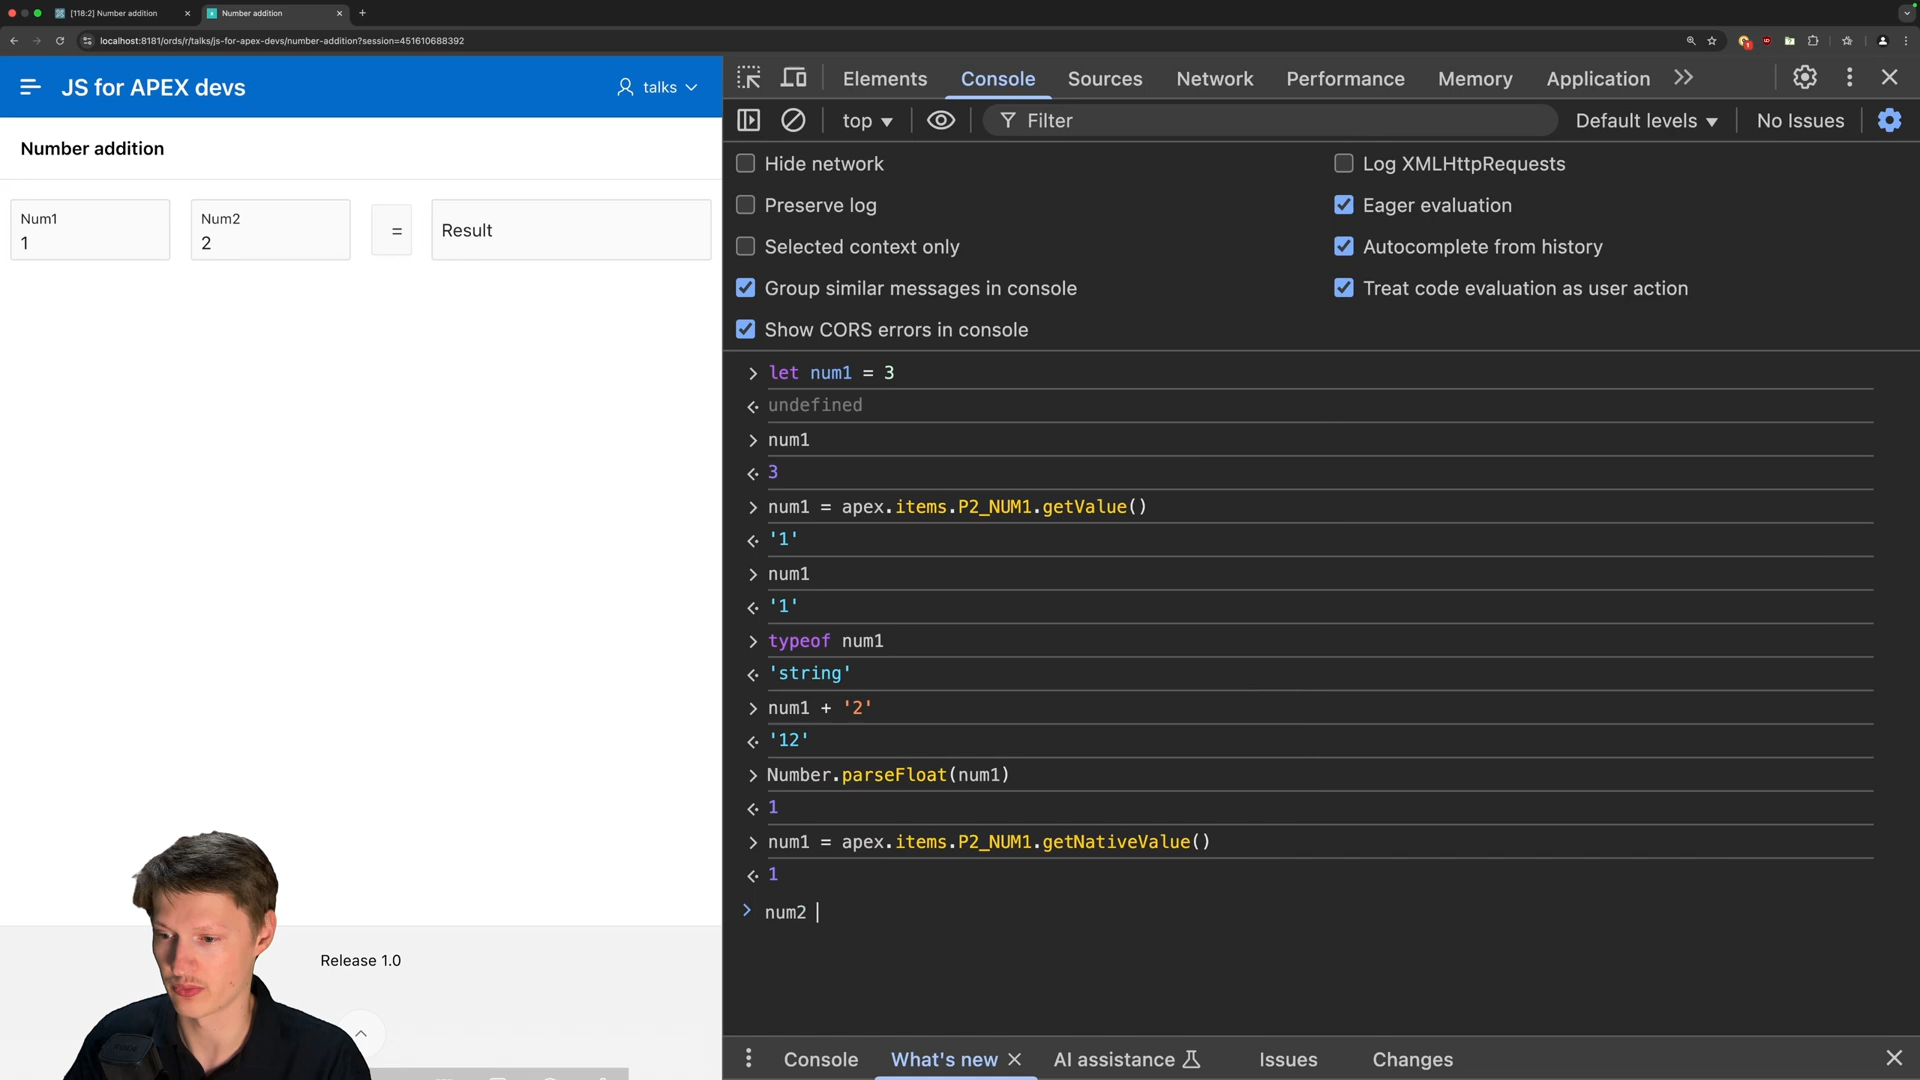 [118:2] Number addition
Number addition
localhost:8181/ords/r/talks/js-for-apex-devs/number-addition?session=451610688392
JS for APEX devs
talks
Number addition
Num1
1
Num2
2
=
Result
Release 1.0
Elements
Console
Sources
Network
Performance
Memory
Application
top
Filter
Default levels
No Issues
Hide network
Log XMLHttpRequests
Preserve log
Eager evaluation
Selected context only
Autocomplete from history
Group similar messages in console
Treat code evaluation as user action
Show CORS errors in console
let num1 = 3
undefined
num1
3
num1 = apex.items.P2_NUM1.getValue()
'1'
num1
'1'
typeof num1
'string'
num1 + '2'
'12'
Number.parseFloat(num1)
1
num1 = apex.items.P2_NUM1.getNativeValue()
1
num2
Console
What's new
AI assistance
Issues
Changes